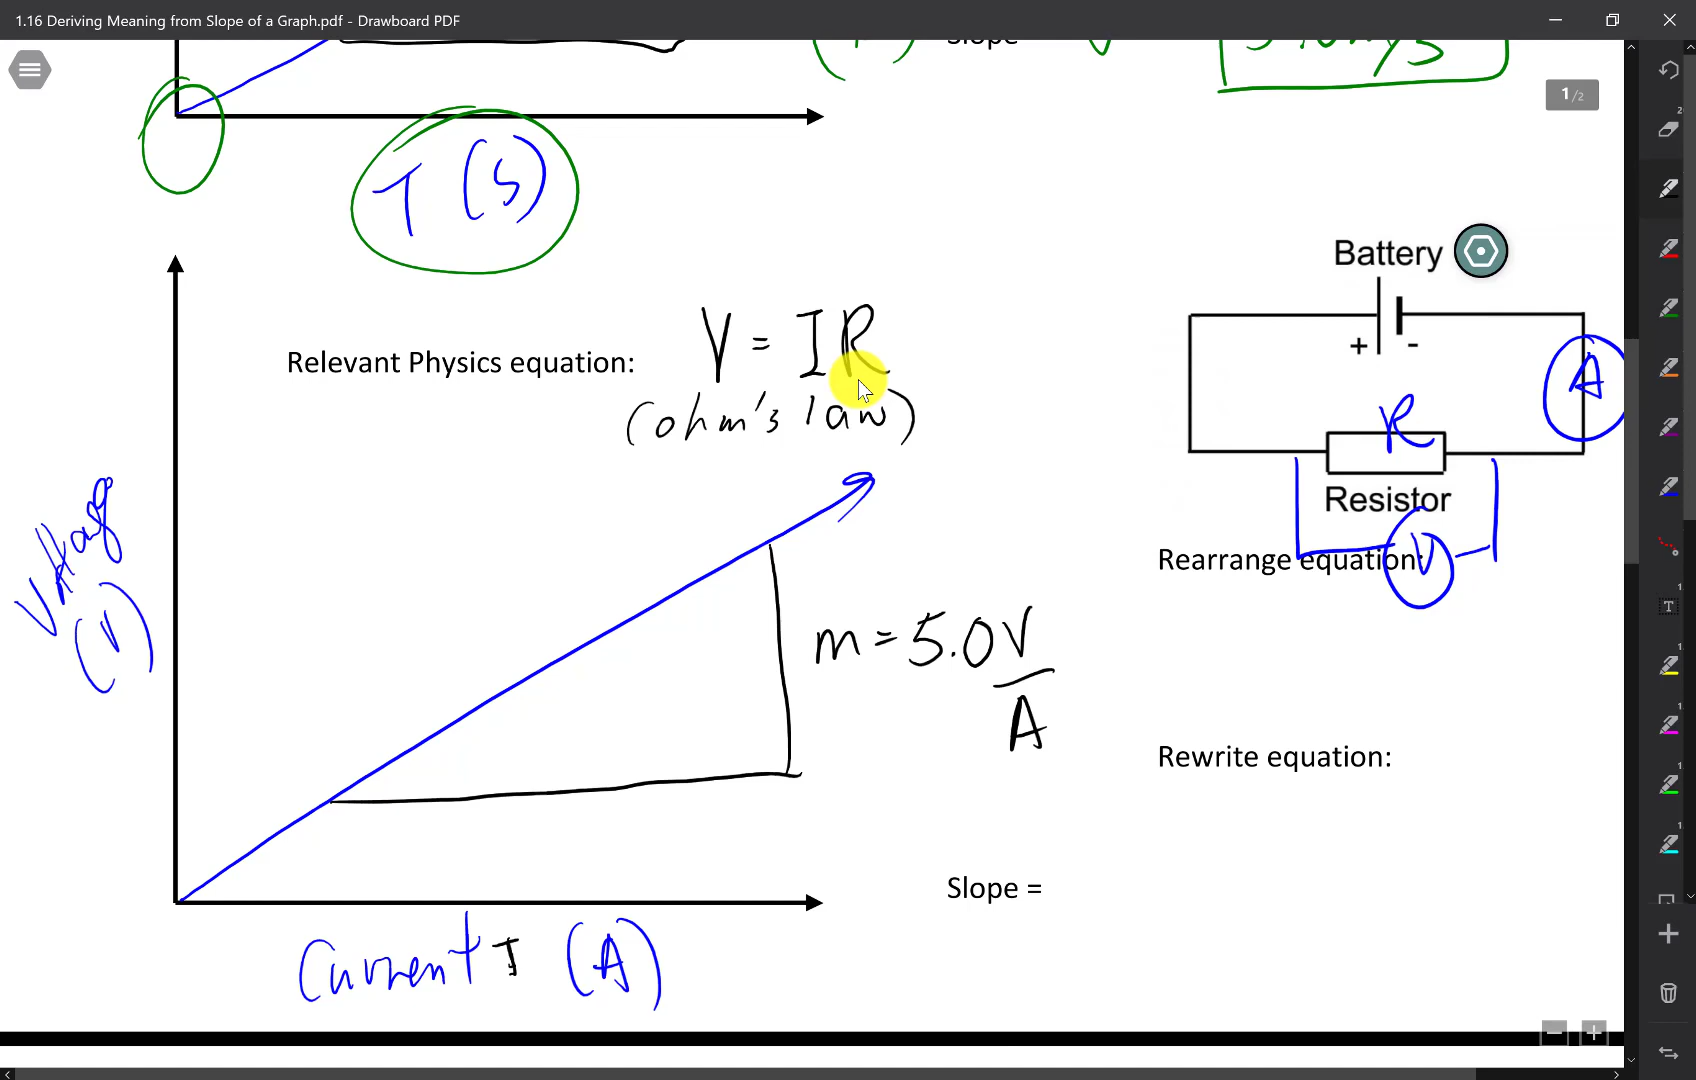 1.16 Deriving Meaning from Slope of a Graph.pdf - Drawboard PDF
Slope
1 / 2
T (s)
Battery
+ -
A
V = IR
Relevant Physics equation:
(ohm's law)
R
Resistor
Rearrange equation:
V
Voltage
(V)
m = 5.0 V
A
Rewrite equation:
Slope =
Current I (A)